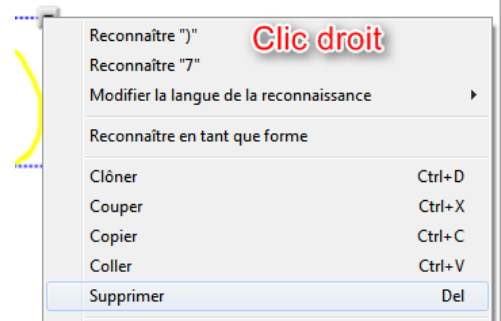 Clic droit
Reconnaître ")"
Reconnaître "7"
Modifier la langue de la reconnaissance
Reconnaître en tant que forme
Clôner Ctrl+D
Couper Ctrl+X
Copier Ctrl+C
Coller Ctrl+V
Supprimer Del